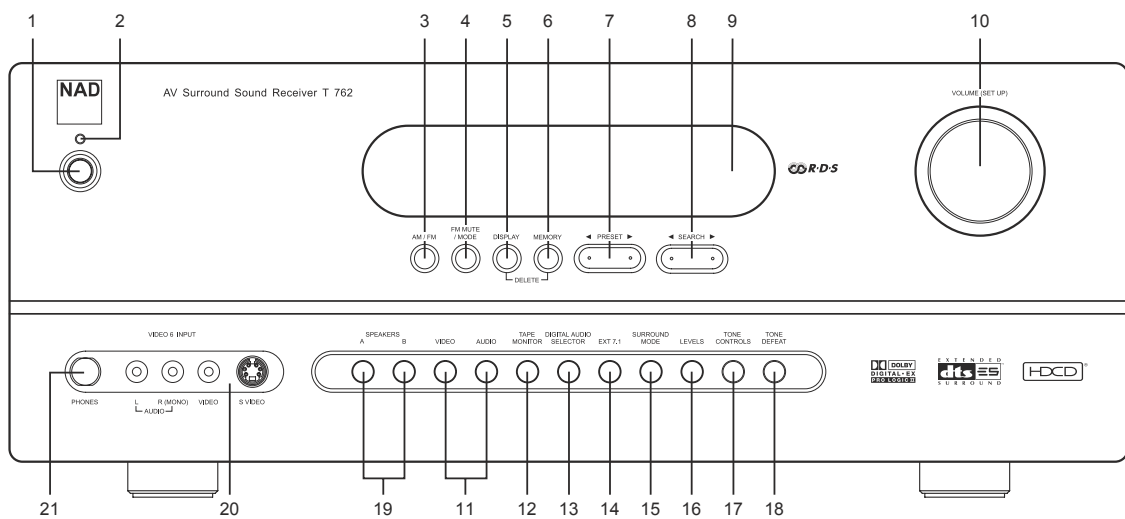 1 2 3 4 5 6 7 8 9 10
NAD
AV Surround Sound Receiver T 762
VOLUME (SET UP)
R·D·S
AM / FM
FM MUTE
/ MODE
DISPLAY
MEMORY
◄ PRESET ►
◄ SEARCH ►
DELETE
VIDEO 6 INPUT
SPEAKERS
A B
VIDEO
AUDIO
TAPE
MONITOR
DIGITAL AUDIO
SELECTOR
EXT 7.1
SURROUND
MODE
LEVELS
TONE
CONTROLS
TONE
DEFEAT
PHONES
L R (MONO)
AUDIO
VIDEO
S VIDEO
DOLBY
DIGITAL·EX
PRO LOGIC II
EXTENDED
dts ES
SURROUND
HDCD®
21 20 19 11 12 13 14 15 16 17 18